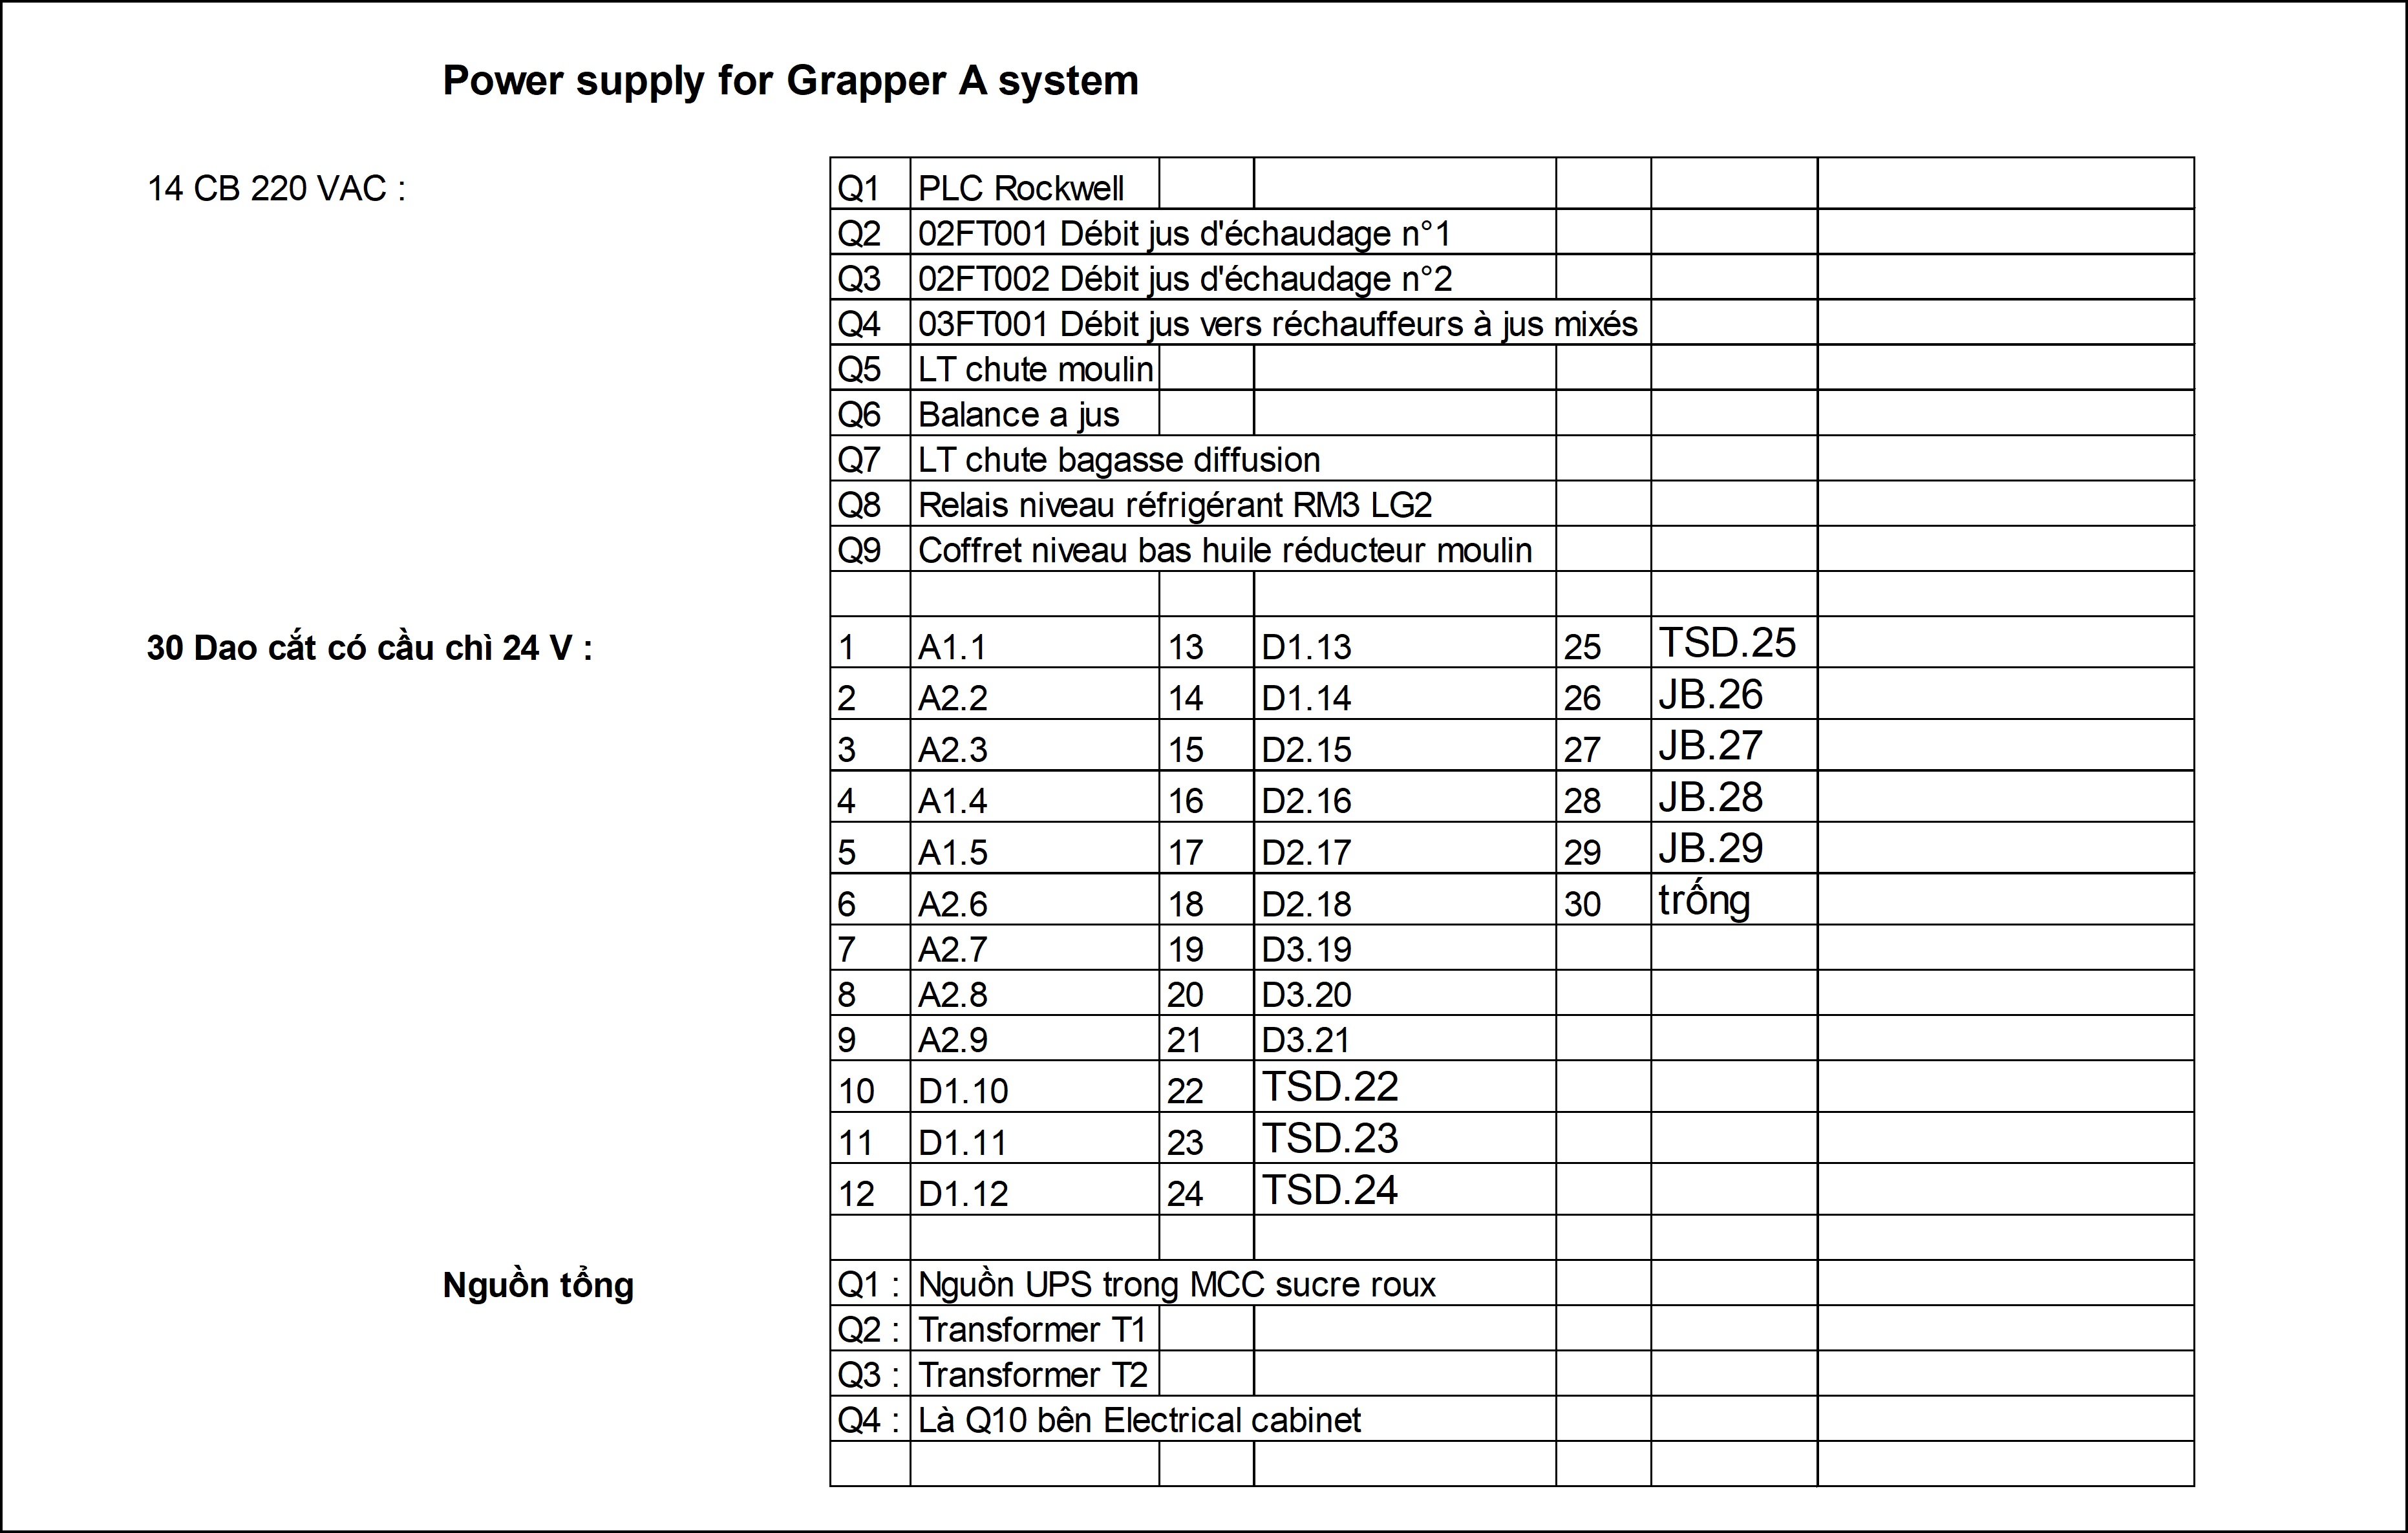 Power supply for Grapper A system
14 CB 220 VAC : Q1 PLC Rockwell
Q2 02FT001 Débit jus d'échaudage n°1
Q3 02FT002 Débit jus d'échaudage n°2
Q4 03FT001 Débit jus vers réchauffeurs à jus mixés
Q5 LT chute moulin
Q6 Balance a jus
Q7 LT chute bagasse diffusion
Q8 Relais niveau réfrigérant RM3 LG2
Q9 Coffret niveau bas huile réducteur moulin
30 Dao cắt có cầu chì 24 V : 1 A1.1 13 D1.13 25 TSD.25
2 A2.2 14 D1.14 26 JB.26
3 A2.3 15 D2.15 27 JB.27
4 A1.4 16 D2.16 28 JB.28
5 A1.5 17 D2.17 29 JB.29
6 A2.6 18 D2.18 30 trống
7 A2.7 19 D3.19
8 A2.8 20 D3.20
9 A2.9 21 D3.21
10 D1.10 22 TSD.22
11 D1.11 23 TSD.23
12 D1.12 24 TSD.24
Nguồn tổng Q1 : Nguồn UPS trong MCC sucre roux
Q2 : Transformer T1
Q3 : Transformer T2
Q4 : Là Q10 bên Electrical cabinet